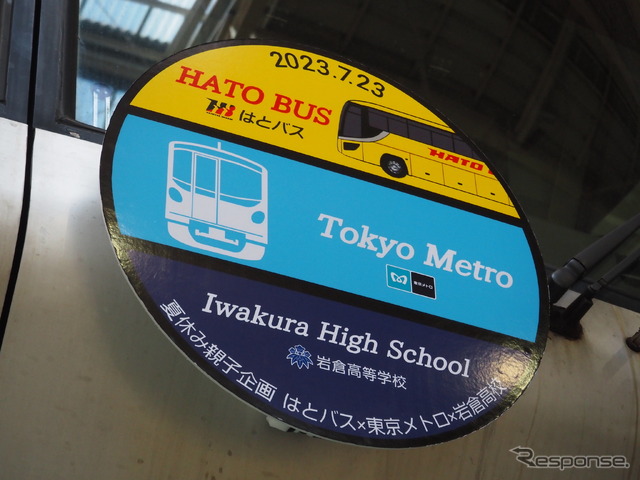 2023.7.23
HATO BUS
はとバス
HATO
Tokyo Metro
東京メトロ
Iwakura High School
岩倉高等学校
夏休み親子企画 はとバス×東京メトロ×岩倉高校
Response.